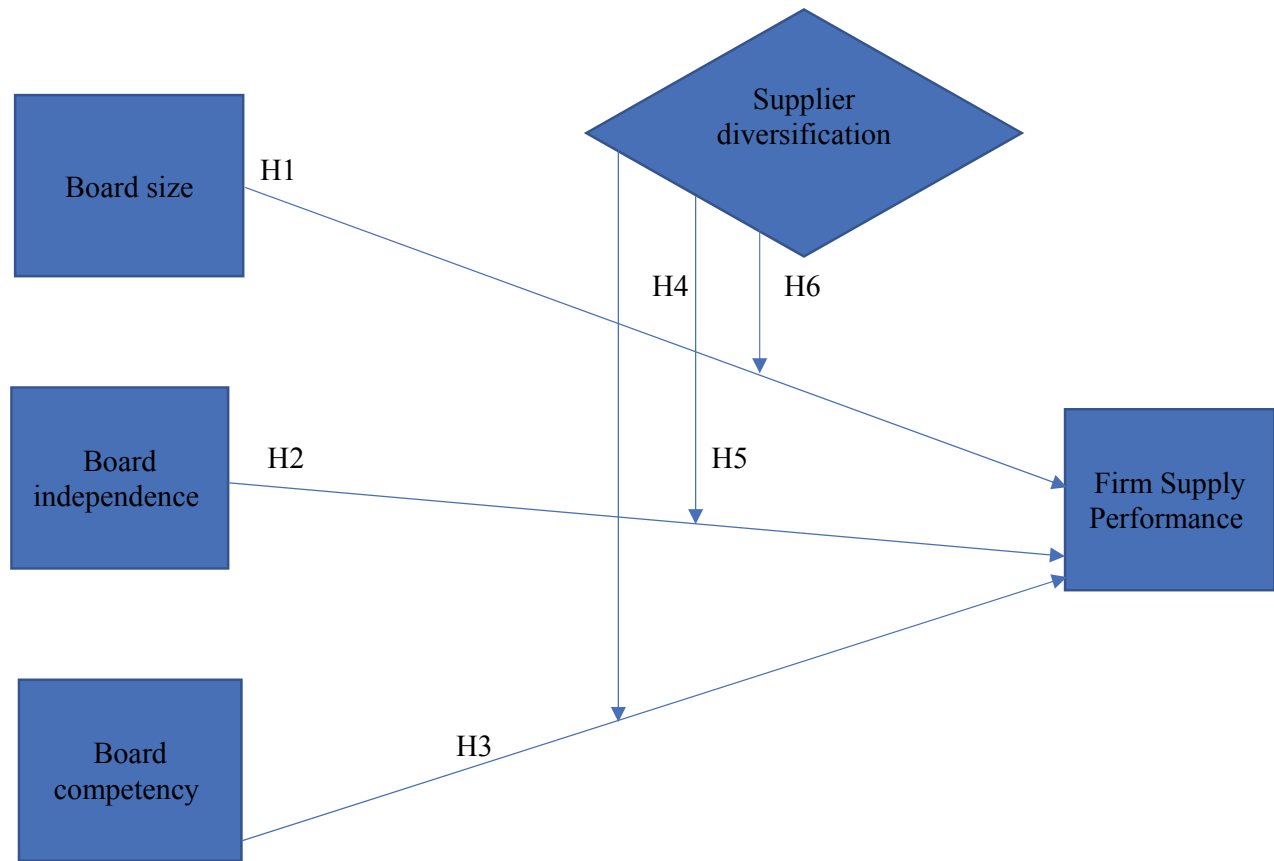 Supplier
diversification
Board size
H1
H4
H6
Board
independence
H2
H5
Firm Supply
Performance
Board
competency
H3